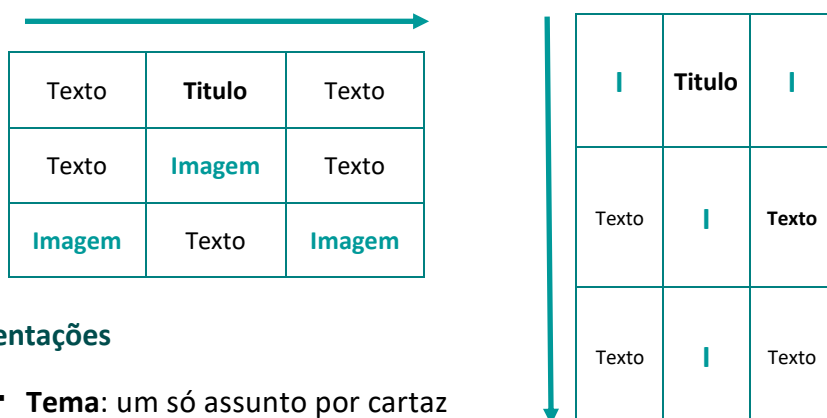 Texto Titulo Texto
Texto Imagem Texto
Imagem Texto Imagem
I Titulo I
Texto I Texto
Texto I Texto
entações
Tema: um só assunto por cartaz